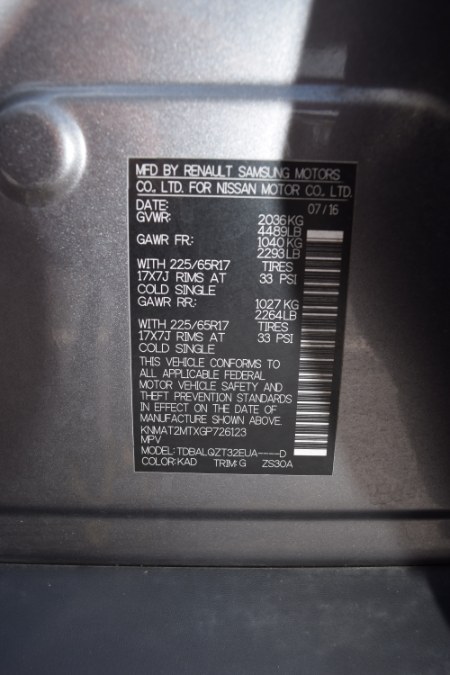 MFD BY RENAULT SAMSUNG MOTORS
CO., LTD. FOR NISSAN MOTOR CO., LTD.
DATE: 07/16
GVWR: 2036KG
4489LB
GAWR FR: 1040KG
2293LB
WITH 225/65R17 TIRES
17X7J RIMS AT 33 PSI
COLD SINGLE
GAWR RR: 1027KG
2264LB
WITH 225/65R17 TIRES
17X7J RIMS AT 33 PSI
COLD SINGLE
THIS VEHICLE CONFORMS TO
ALL APPLICABLE FEDERAL
MOTOR VEHICLE SAFETY AND
THEFT PREVENTION STANDARDS
IN EFFECT ON THE DATE OF
MANUFACTURE SHOWN ABOVE.
KNMAT2MTXGP726123
MPV
MODEL:TDBALQZT32EUA----D
COLOR:KAD TRIM:G ZS30A